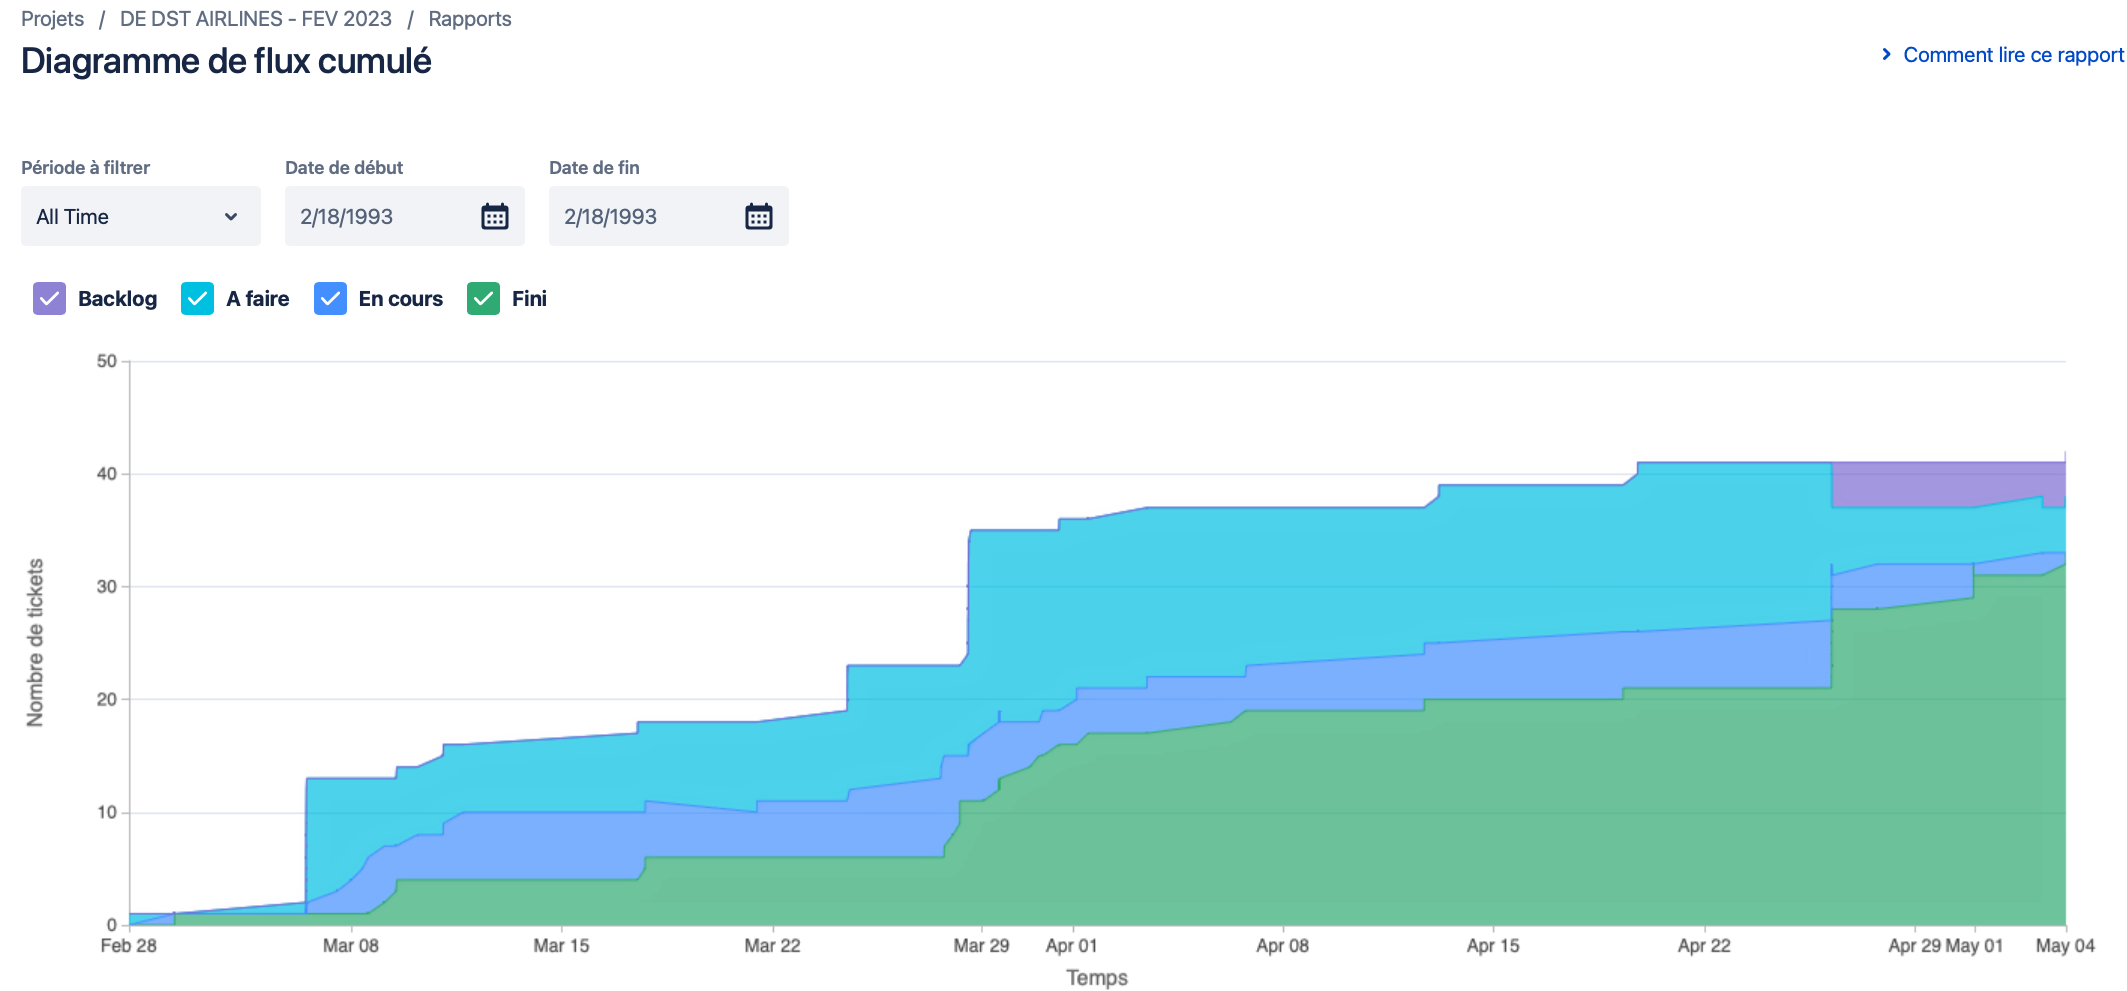 Projets / DE DST AIRLINES - FEV 2023 / Rapports
Diagramme de flux cumulé
Comment lire ce rapport
Période à filtrer Date de début Date de fin
All Time 2/18/1993 2/18/1993
Backlog A faire En cours Fini
50
40
30
20
10
0
Nombre de tickets
Feb 28 Mar 08 Mar 15 Mar 22 Mar 29 Apr 01 Apr 08 Apr 15 Apr 22 Apr 29 May 01 May 04
Temps